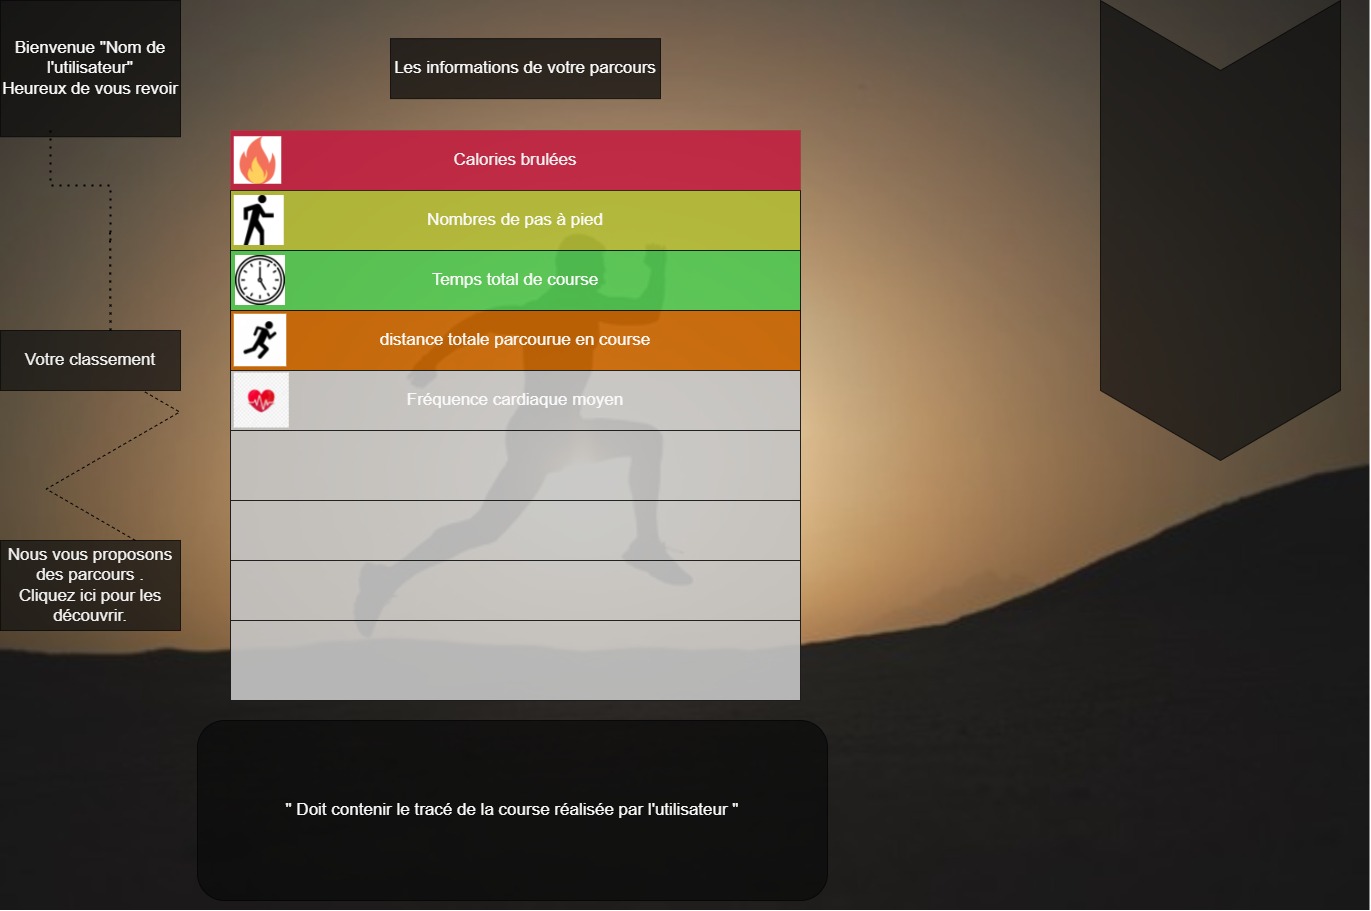 Bienvenue "Nom de
l'utilisateur"
Heureux de vous revoir
Les informations de votre parcours
Calories brulées
Nombres de pas à pied
Temps total de course
distance totale parcourue en course
Fréquence cardiaque moyen
Votre classement
Nous vous proposons
des parcours .
Cliquez ici pour les
découvrir.
" Doit contenir le tracé de la course réalisée par l'utilisateur "